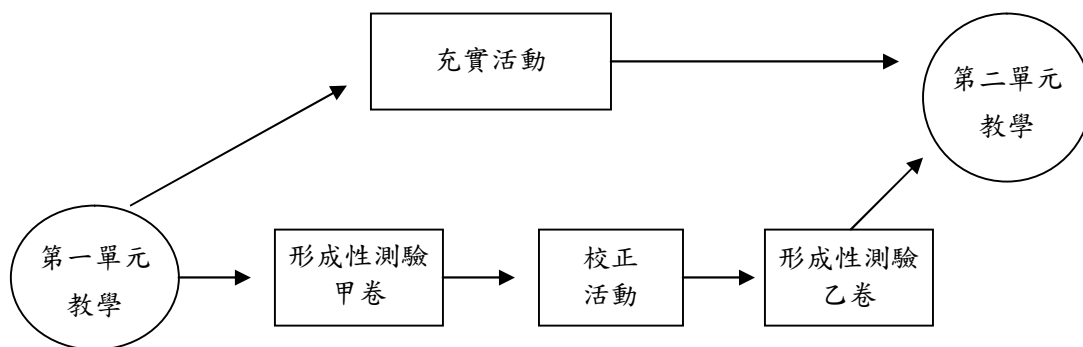 充實活動
第二單元
教學
第一單元
教學
形成性測驗
甲卷
校正
活動
形成性測驗
乙卷